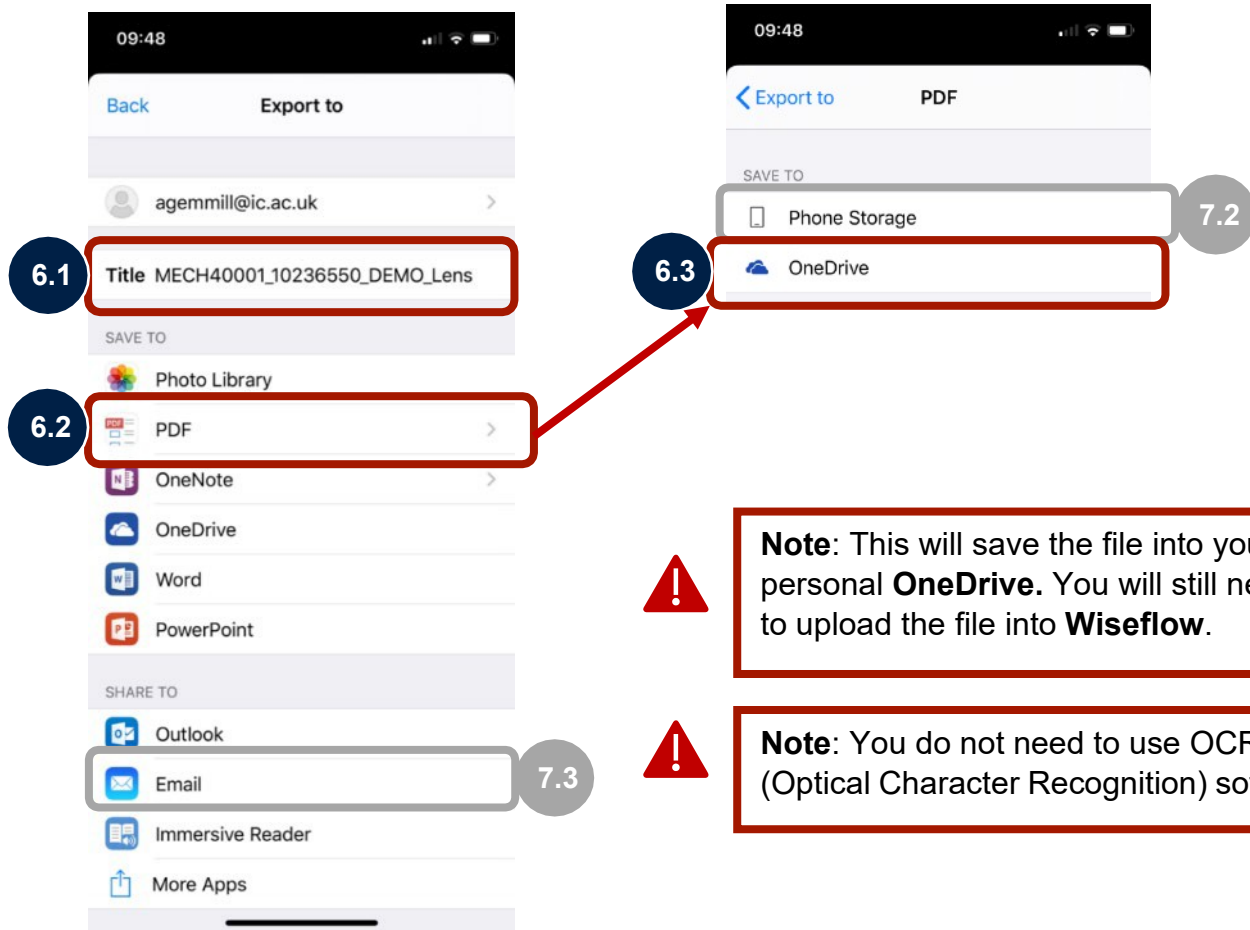 09:48
Back Export to
agemmill@ic.ac.uk
6.1
Title MECH40001_10236550_DEMO_Lens
SAVE TO
Photo Library
6.2
PDF
OneNote
OneDrive
Word
PowerPoint
SHARE TO
Outlook
Email
7.3
Immersive Reader
More Apps
09:48
Export to PDF
SAVE TO
Phone Storage
7.2
6.3
OneDrive
Note: This will save the file into
personal OneDrive. You will still
to upload the file into Wiseflow.
Note: You do not need to use
(Optical Character Recognition)